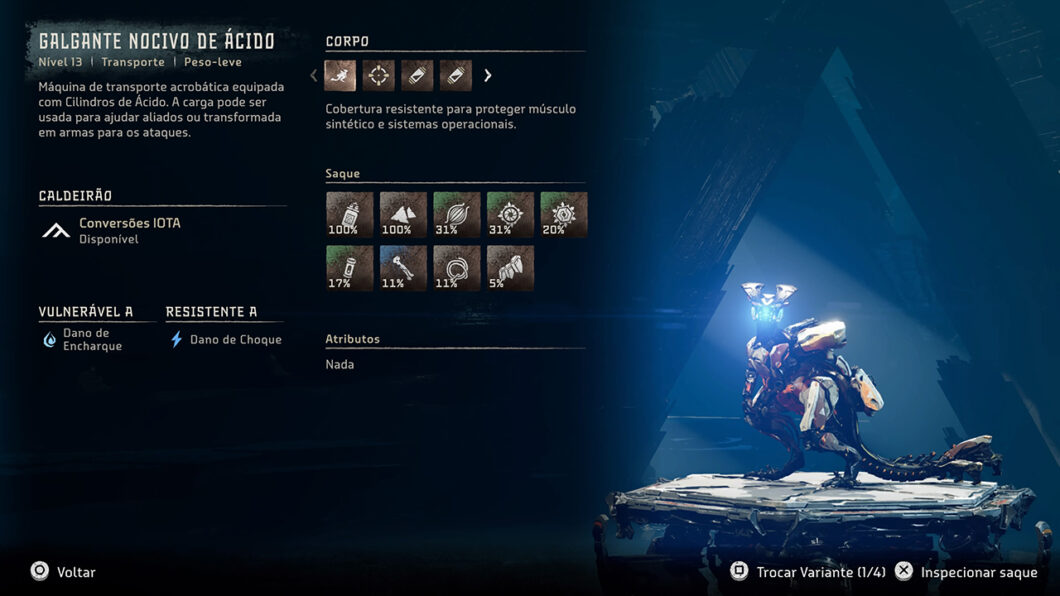 GALGANTE NOCIVO DE ÁCIDO
Nível 13 | Transporte | Peso-leve
Máquina de transporte acrobática equipada
com Cilindros de Ácido. A carga pode ser
usada para ajudar aliados ou transformada
em armas para os ataques.
CALDEIRÃO
Conversões IOTA
Disponível
VULNERÁVEL A
Dano de
Encharque
RESISTENTE A
Dano de Choque
CORPO
Cobertura resistente para proteger músculo
sintético e sistemas operacionais.
Saque
100% 100% 31% 31% 20%
17% 11% 11% 5%
Atributos
Nada
Voltar
Trocar Variante (1/4) Inspecionar saque